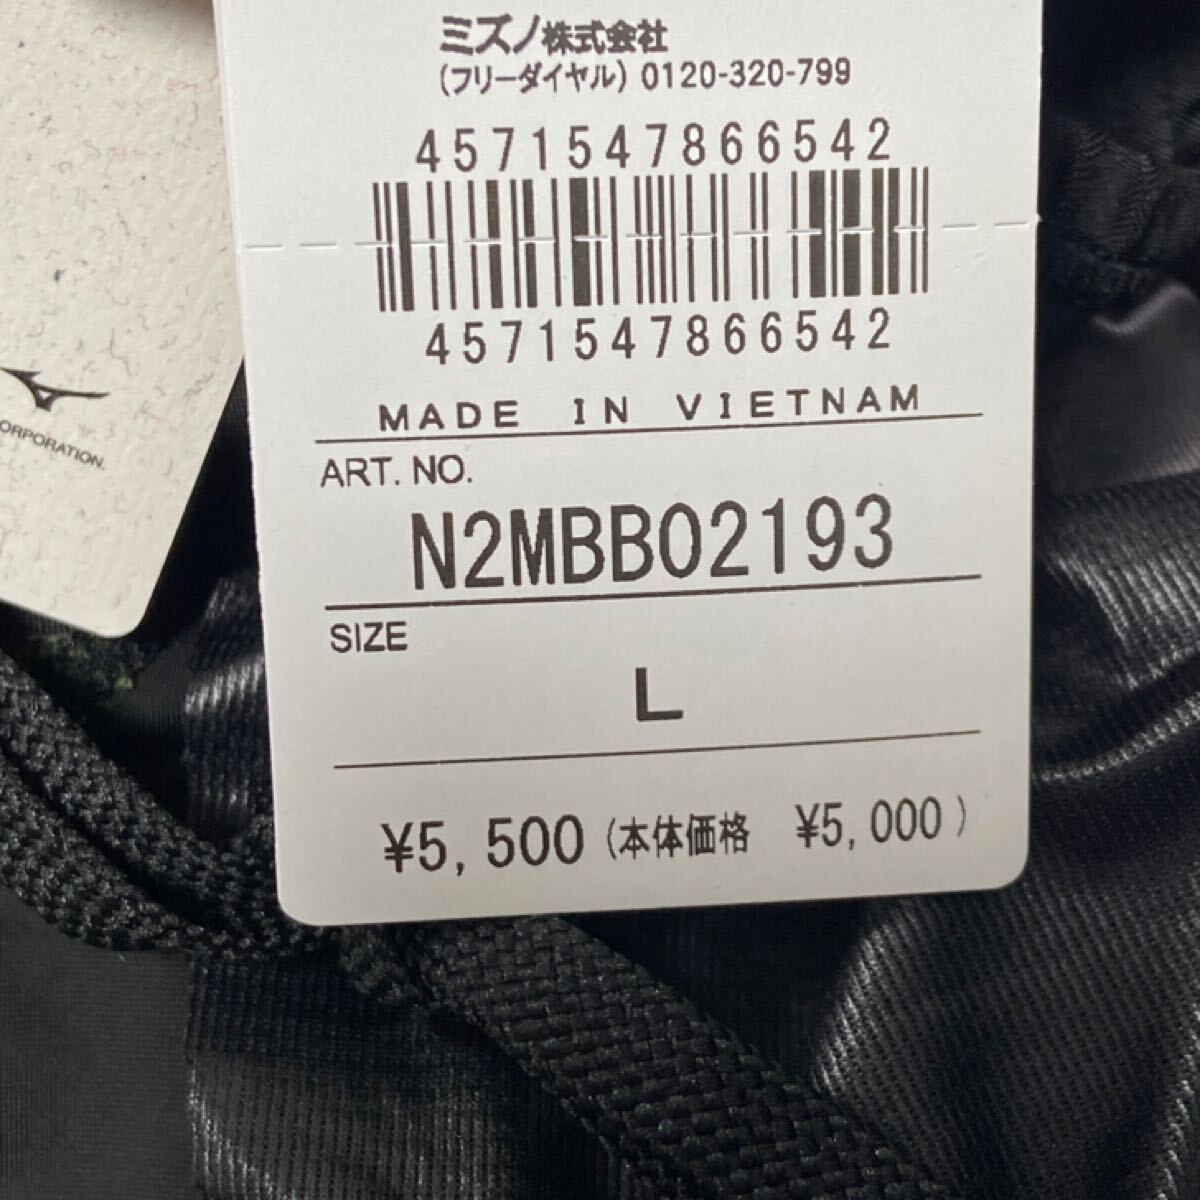 ミズノ株式会社
(フリーダイヤル) 0120-320-799
4571547866542
4571547866542
MADE IN VIETNAM
ART. NO.
N2MBB02193
SIZE
L
¥5,500 (本体価格 ¥5,000 )
ORPORATION.